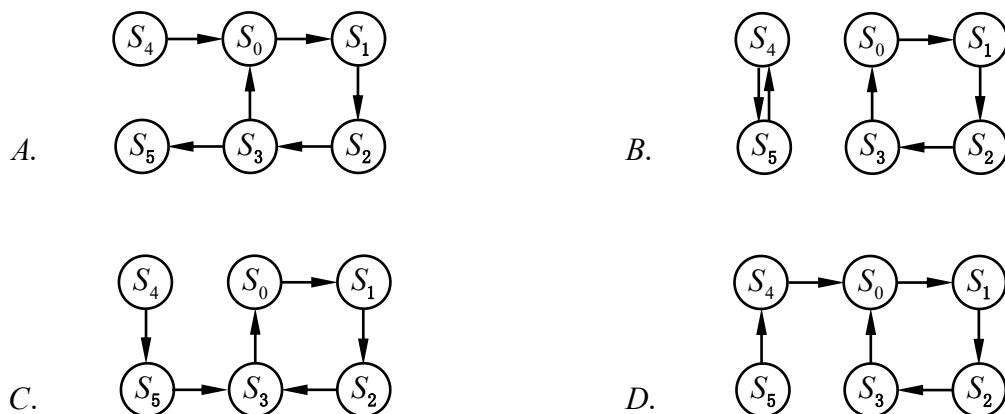 S₄ S₀ S₁ S₄ S₀ S₁
A. S₅ S₃ S₂ B. S₅ S₃ S₂
S₄ S₀ S₁ S₄ S₀ S₁
C. S₅ S₃ S₂ D. S₅ S₃ S₂